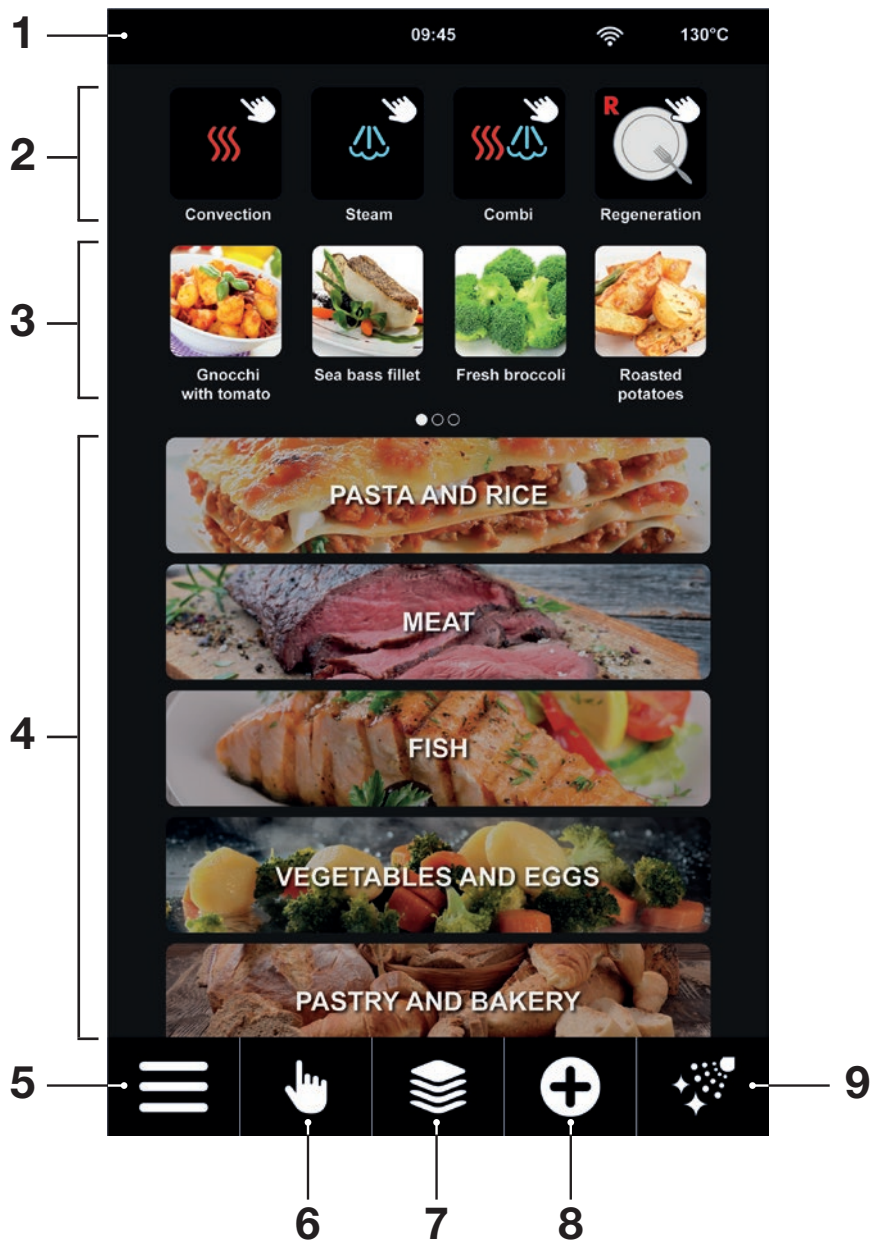 1
09:45 130°C
2
R
Convection Steam Combi Regeneration
3
Gnocchi
with tomato
Sea bass fillet
Fresh broccoli
Roasted
potatoes
4
PASTA AND RICE
MEAT
FISH
VEGETABLES AND EGGS
PASTRY AND BAKERY
5
9
6 7 8